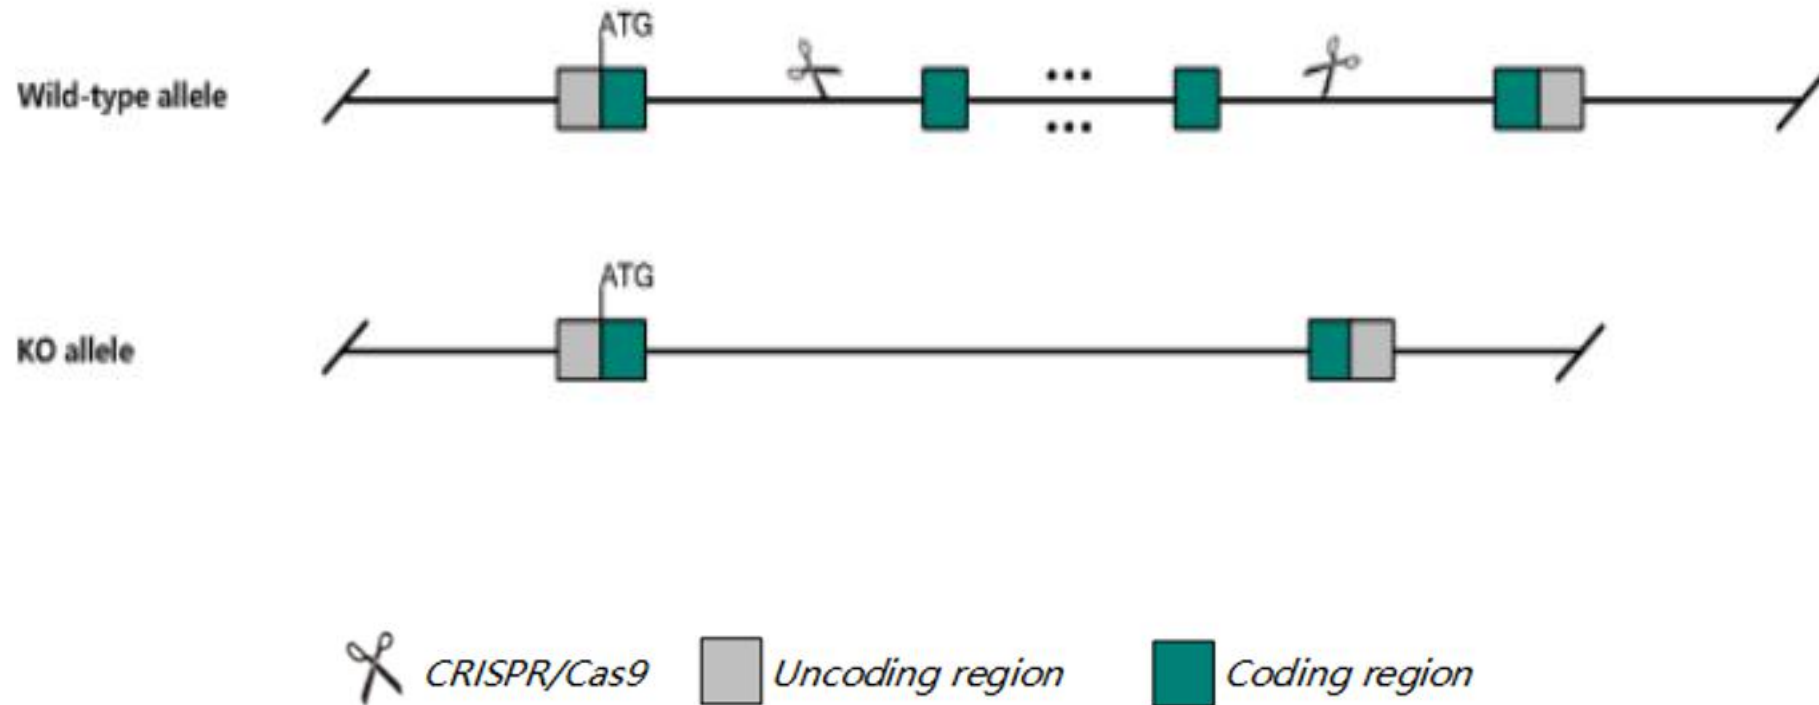 ATG
Wild-type allele
...
...
ATG
KO allele
CRISPR/Cas9
Uncoding region
Coding region